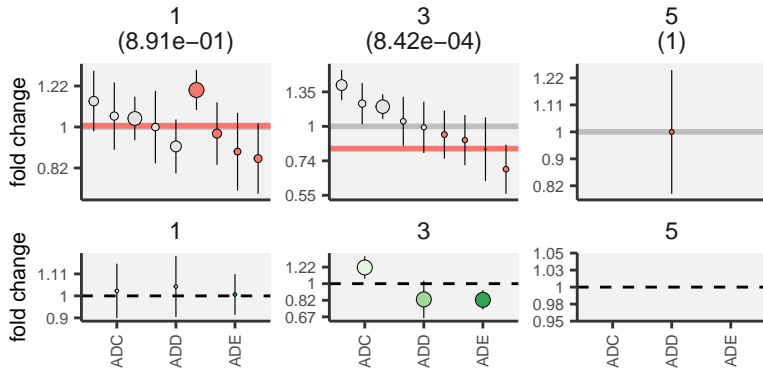 1
(8.91e−01)
3
(8.42e−04)
5
(1)
fold change
1.22
1
0.82
1.35
1
0.74
0.55
1.22
1.11
1
0.9
0.82
1
3
5
fold change
1.11
1
0.9
1.22
1
0.82
0.67
1.05
1.03
1
0.98
0.95
ADC
ADD
ADE
ADC
ADD
ADE
ADC
ADD
ADE